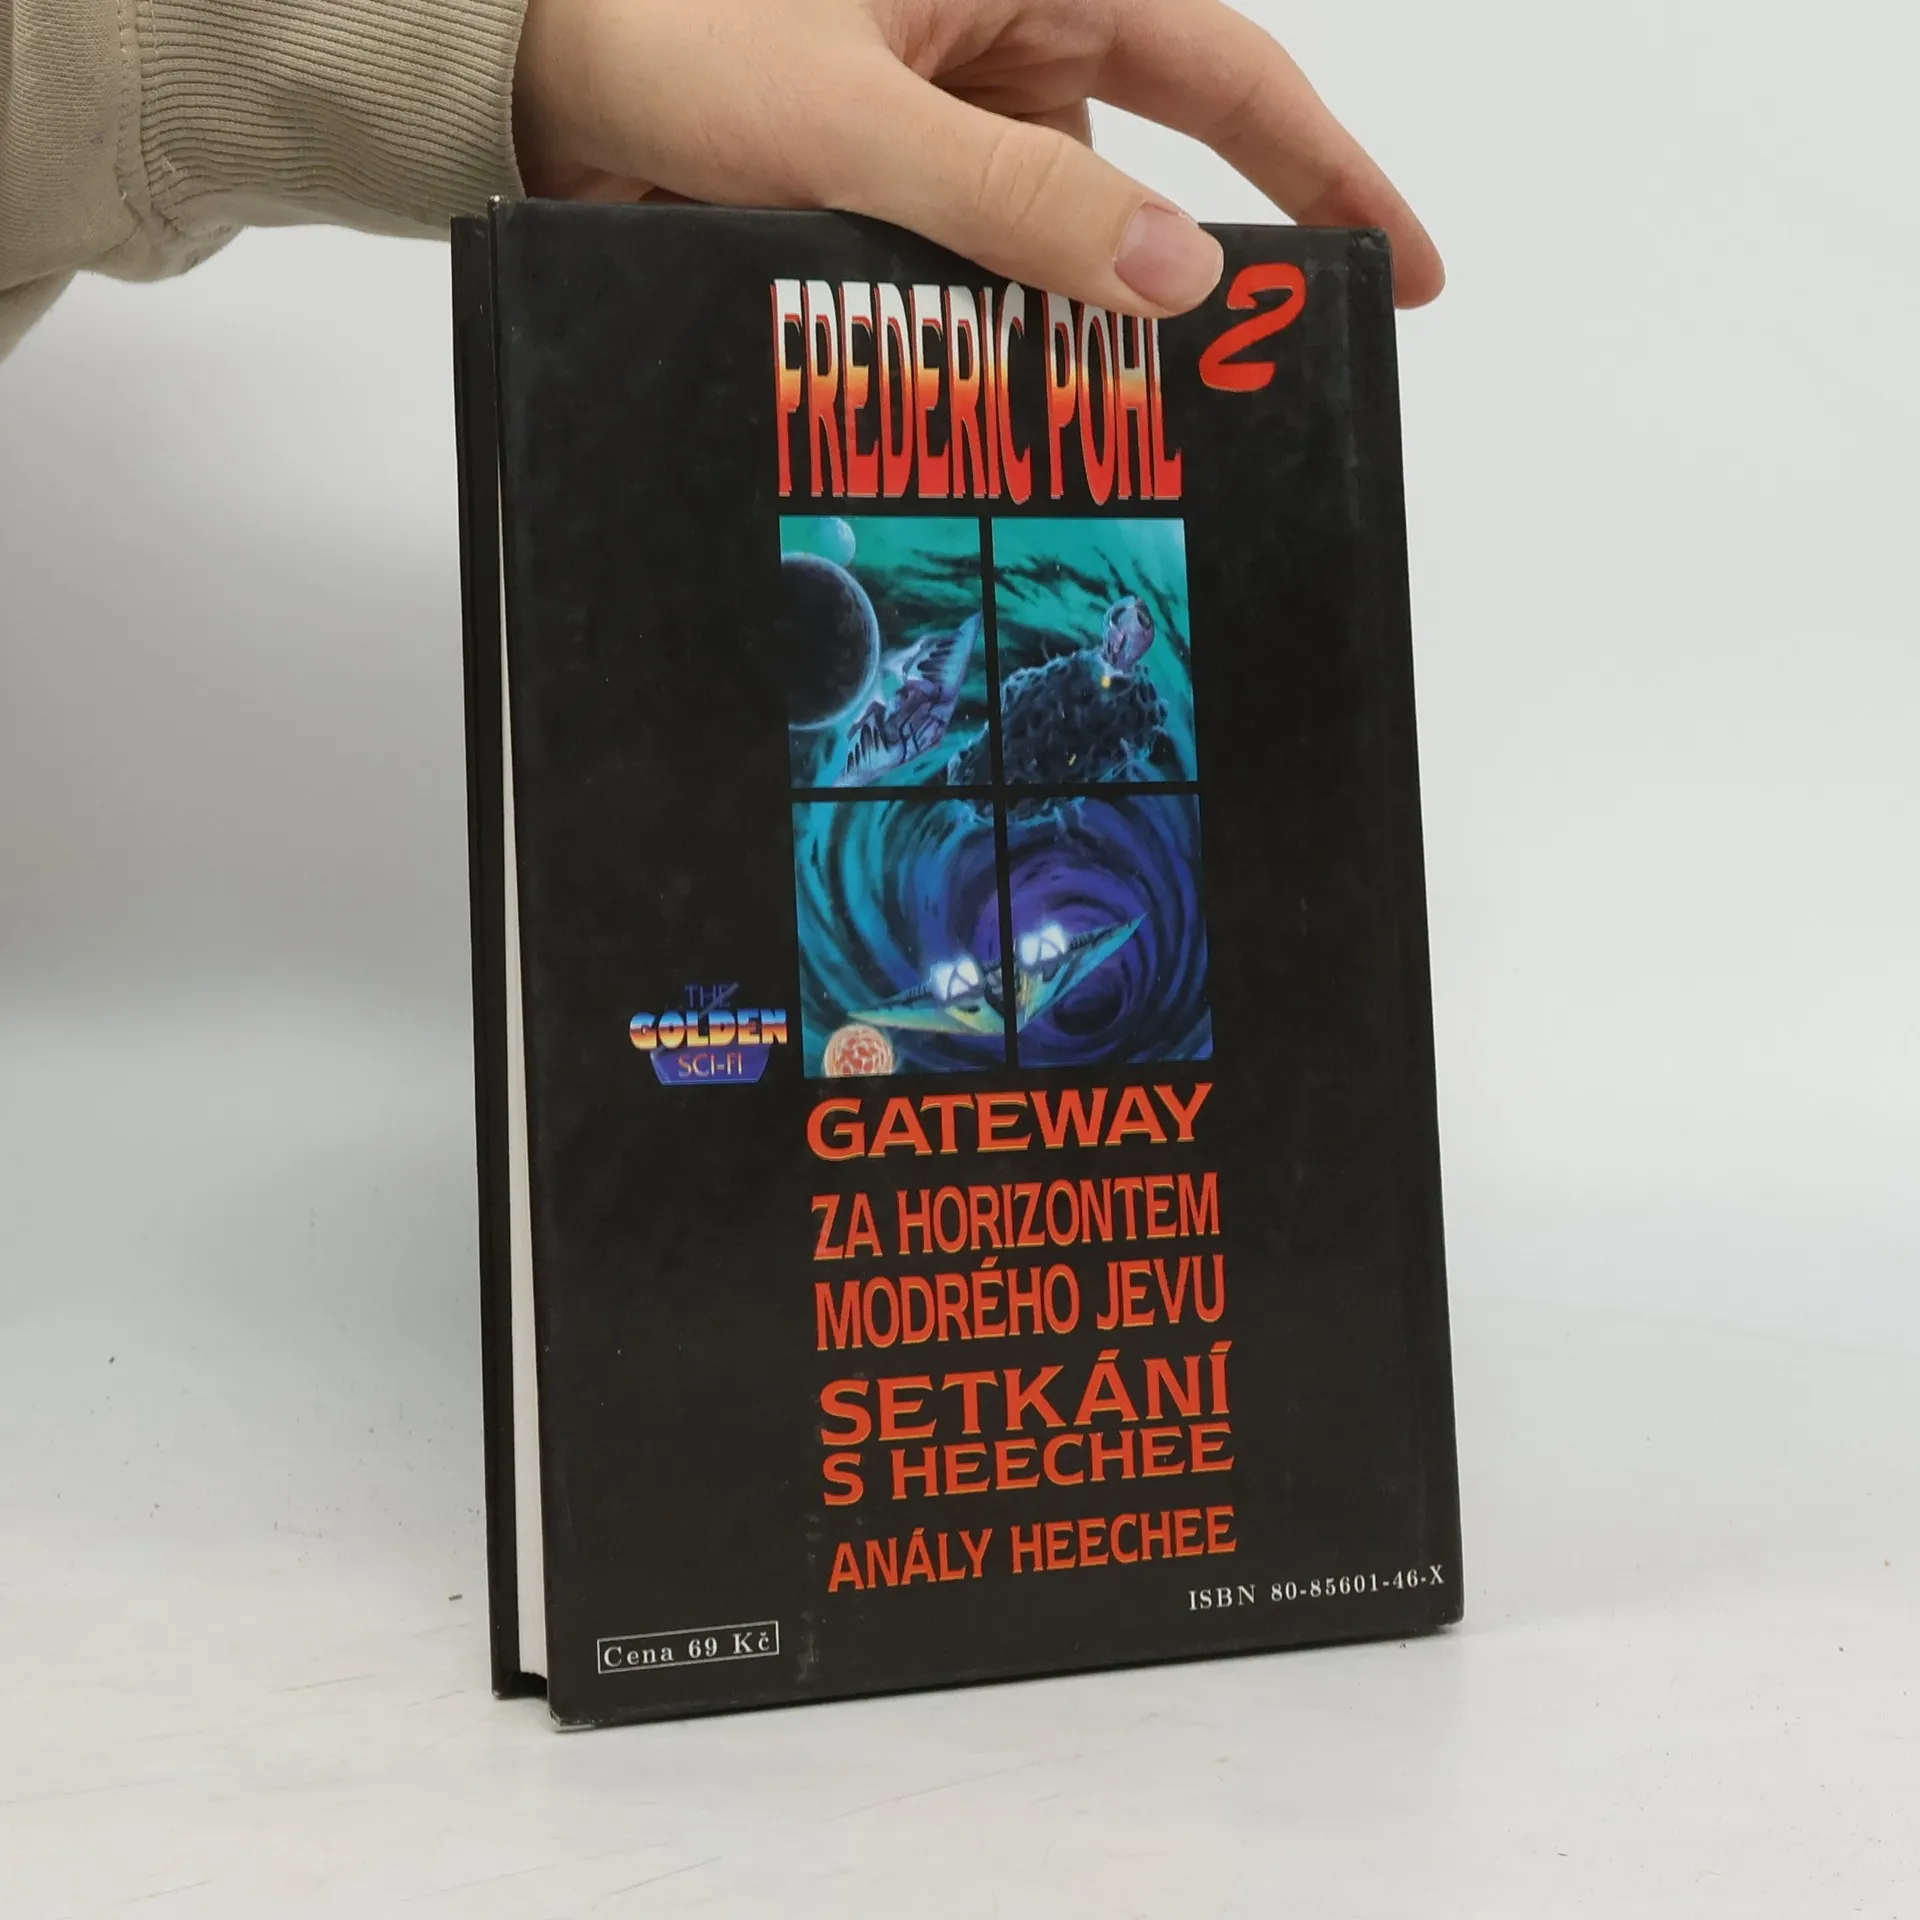 FREDERIC POHL
2
THE
GOLDEN
SCI-FI
GATEWAY
ZA HORIZONTEM
MODRÉHO JEVU
SETKÁNÍ
S HEECHEE
ANÁLY HEECHEE
ISBN 80-85601-46-X
Cena 69 Kč